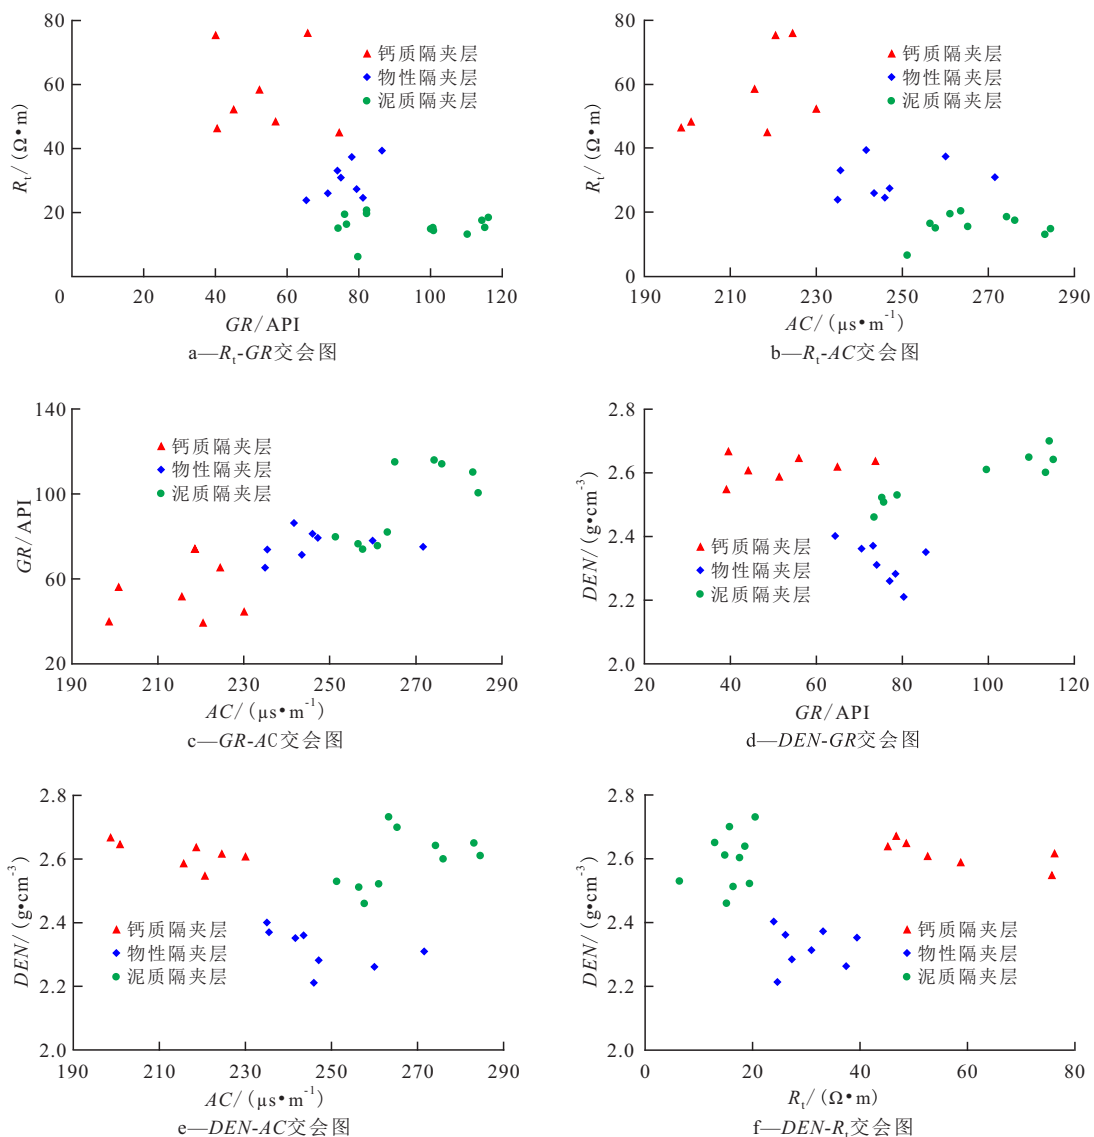 80
60
40
20
0
R_t/(Ω•m)
钙质隔夹层
物性隔夹层
泥质隔夹层
0 20 40 60 80 100 120
GR/API
a—R_t-GR交会图
80
60
40
20
0
R_t/(Ω•m)
钙质隔夹层
物性隔夹层
泥质隔夹层
190 210 230 250 270 290
AC/(μs•m⁻¹)
b—R_t-AC交会图
140
100
60
20
GR/API
钙质隔夹层
物性隔夹层
泥质隔夹层
190 210 230 250 270 290
AC/(μs•m⁻¹)
c—GR-AC交会图
2.8
2.6
2.4
2.2
2.0
DEN/(g•cm⁻³)
钙质隔夹层
物性隔夹层
泥质隔夹层
20 40 60 80 100 120
GR/API
d—DEN-GR交会图
2.8
2.6
2.4
2.2
2.0
DEN/(g•cm⁻³)
钙质隔夹层
物性隔夹层
泥质隔夹层
190 210 230 250 270 290
AC/(μs•m⁻¹)
e—DEN-AC交会图
2.8
2.6
2.4
2.2
2.0
DEN/(g•cm⁻³)
钙质隔夹层
物性隔夹层
泥质隔夹层
0 20 40 60 80
R_t/(Ω•m)
f—DEN-R_t交会图